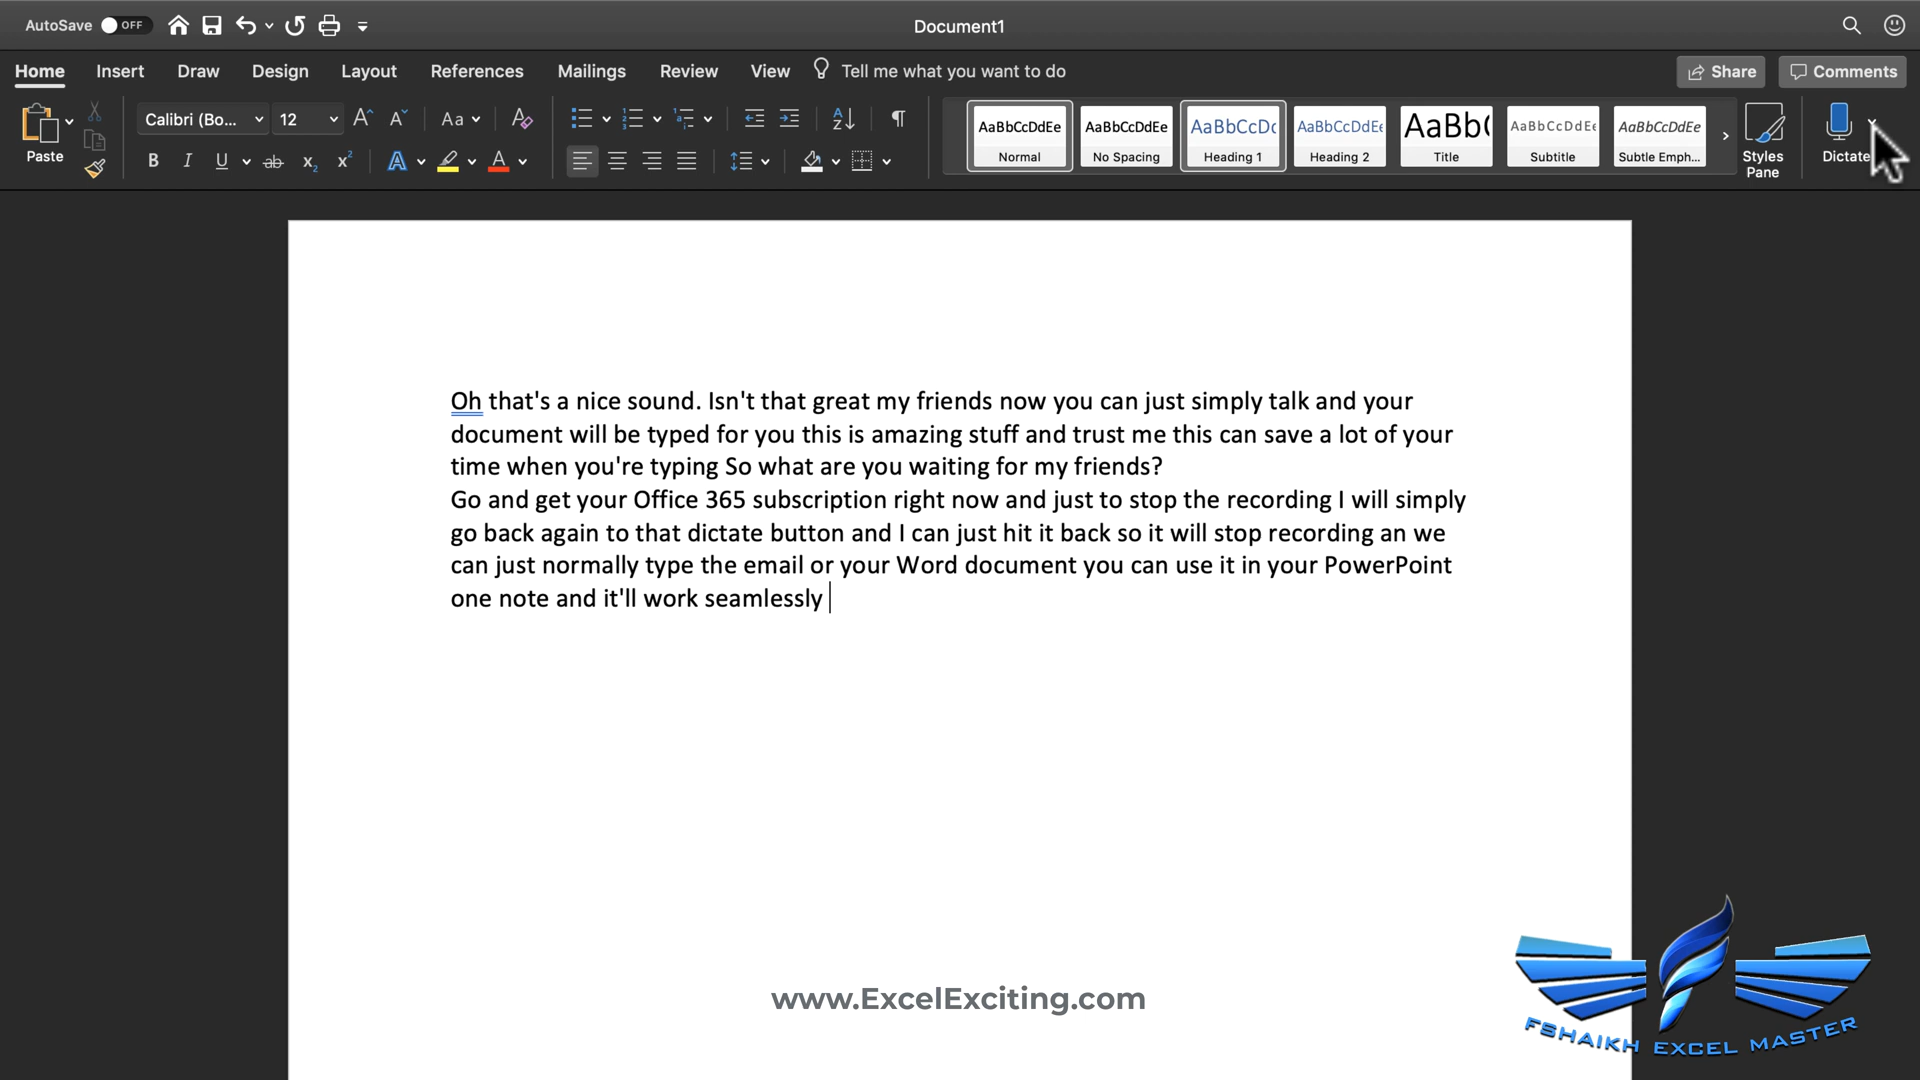 AutoSave OFF Document1
Home Insert Draw Design Layout References Mailings Review View Tell me what you want to do Share Comments
Paste Calibri (Bo... 12 Aa
AaBbCcDdEe AaBbCcDdEe AaBbCcDc AaBbCcDdEe AaBb( AaBbCcDdEe AaBbCcDdEe
Normal No Spacing Heading 1 Heading 2 Title Subtitle Subtle Emph... Styles Pane Dictate
Oh that's a nice sound. Isn't that great my friends now you can just simply talk and your
document will be typed for you this is amazing stuff and trust me this can save a lot of your
time when you're typing So what are you waiting for my friends?
Go and get your Office 365 subscription right now and just to stop the recording I will simply
go back again to that dictate button and I can just hit it back so it will stop recording an we
can just normally type the email or your Word document you can use it in your PowerPoint
one note and it'll work seamlessly
www.ExcelExciting.com
FSHAIKH EXCEL MASTER